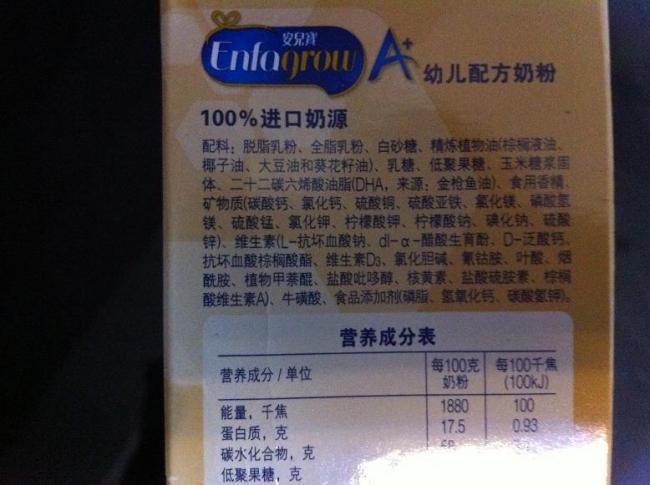 安兒寶
Enfagrow A+ 幼儿配方奶粉
100%进口奶源
配料：脱脂乳粉、全脂乳粉、白砂糖、精炼植物油(棕榈液油、
椰子油、大豆油和葵花籽油)、乳糖、低聚果糖、玉米糖浆固
体、二十二碳六烯酸油脂(DHA，来源：金枪鱼油)、食用香精、
矿物质(碳酸钙、氯化钙、硫酸铜、硫酸亚铁、氯化镁、磷酸氢
镁、硫酸锰、氯化钾、柠檬酸钾、柠檬酸钠、碘化钠、硫酸
锌)、维生素(L-抗坏血酸钠、dl-α-醋酸生育酚、D-泛酸钙、
抗坏血酸棕榈酸酯、维生素D₃、氯化胆碱、氰钴胺、叶酸、烟
酰胺、植物甲萘醌、盐酸吡哆醇、核黄素、盐酸硫胺素、棕榈
酸维生素A)、牛磺酸、食品添加剂(磷脂、氢氧化钙、碳酸氢钾)。
营养成分表
营养成分/单位 每100克奶粉 每100千焦(100kJ)
能量，千焦 1880 100
蛋白质，克 17.5 0.93
碳水化合物，克
低聚果糖，克